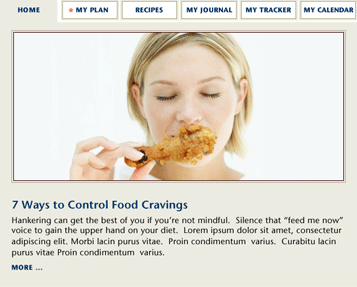 HOME
★ MY PLAN
RECIPES
MY JOURNAL
MY TRACKER
MY CALENDAR
7 Ways to Control Food Cravings
Hankering can get the best of you if you're not mindful. Silence that "feed me now"
voice to gain the upper hand on your diet. Lorem ipsum dolor sit amet, consectetur
adipiscing elit. Morbi lacin purus vitae. Proin condimentum varius. Curabitu lacin
purus vitae Proin condimentum varius.
MORE ...